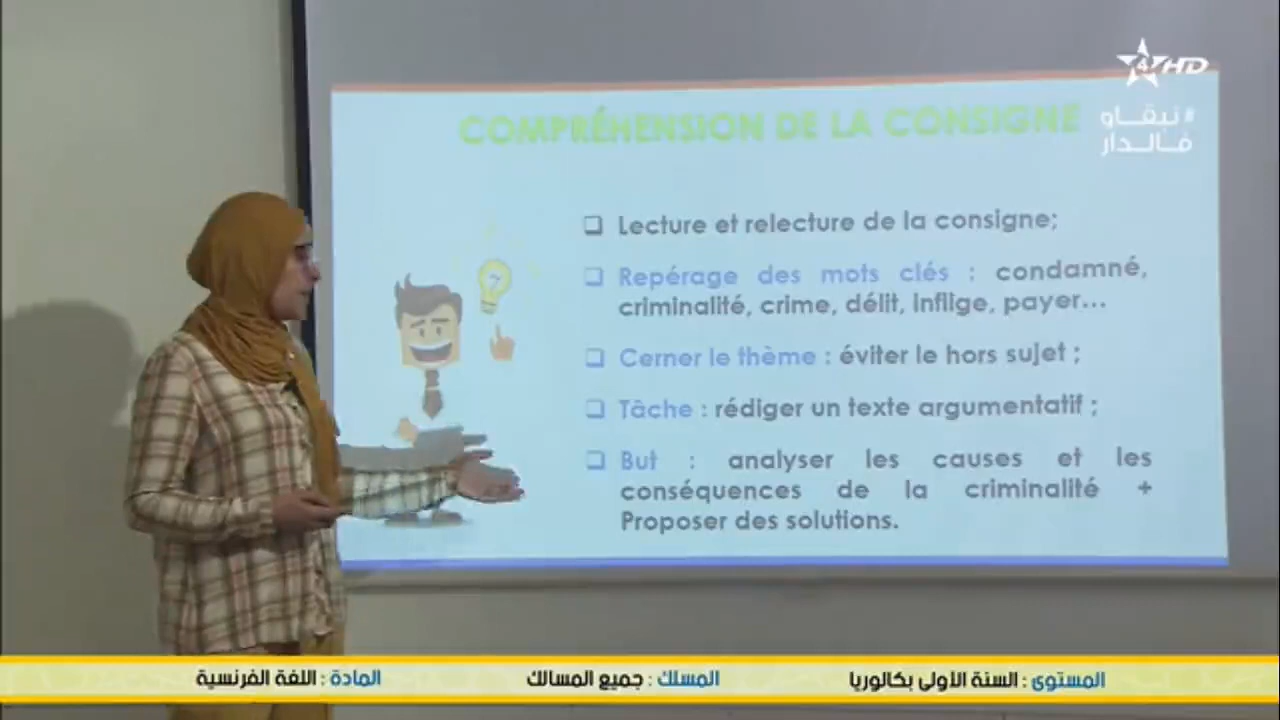 4 HD
#نبقاو
فالدار
COMPRÉHENSION DE LA CONSIGNE
❑ Lecture et relecture de la consigne;
❑ Repérage des mots clés : condamné,
criminalité, crime, délit, inflige, payer...
❑ Cerner le thème : éviter le hors sujet ;
❑ Tâche : rédiger un texte argumentatif ;
❑ But : analyser les causes et les
conséquences de la criminalité +
Proposer des solutions.
المستوى : السنة الأولى بكالوريا المسلك : جميع المسالك المادة : اللغة الفرنسية